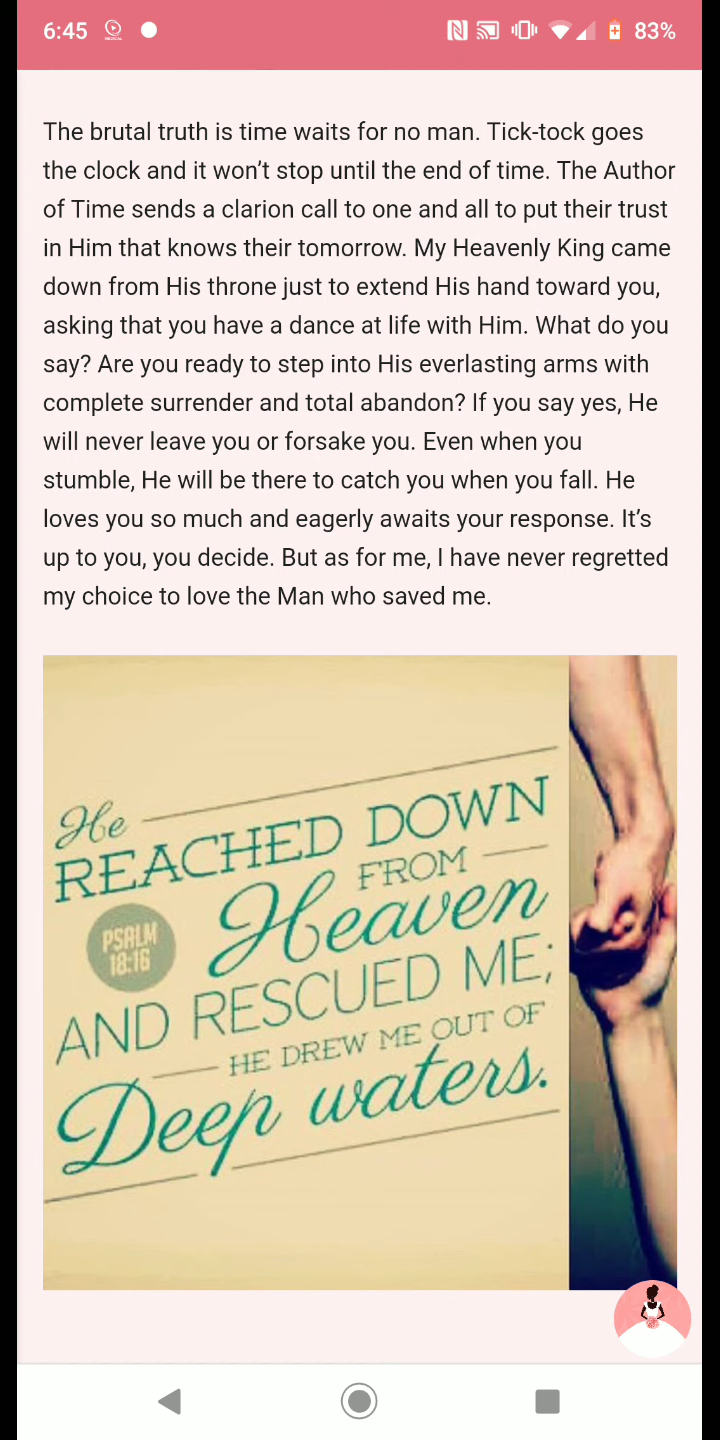 6:45
83%
The brutal truth is time waits for no man. Tick-tock goes
the clock and it won’t stop until the end of time. The Author
of Time sends a clarion call to one and all to put their trust
in Him that knows their tomorrow. My Heavenly King came
down from His throne just to extend His hand toward you,
asking that you have a dance at life with Him. What do you
say? Are you ready to step into His everlasting arms with
complete surrender and total abandon? If you say yes, He
will never leave you or forsake you. Even when you
stumble, He will be there to catch you when you fall. He
loves you so much and eagerly awaits your response. It’s
up to you, you decide. But as for me, I have never regretted
my choice to love the Man who saved me.
He
REACHED DOWN
FROM
Heaven
PSALM
18:16
AND RESCUED ME;
HE DREW ME OUT OF
Deep waters.